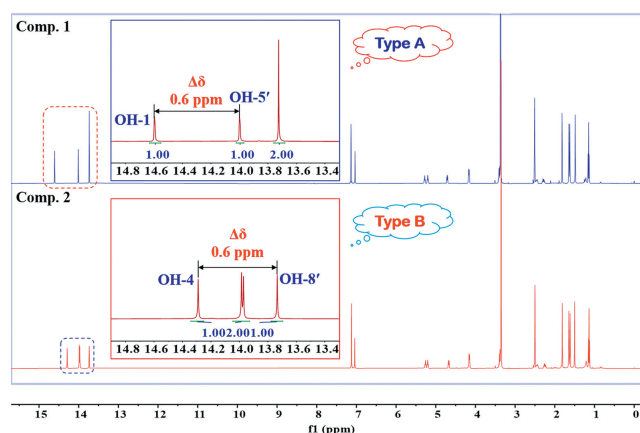 Comp. 1
Type A
Δδ
0.6 ppm
OH-1
OH-5′
1.00 1.00 2.00
14.8 14.6 14.4 14.2 14.0 13.8 13.6 13.4
Comp. 2
Type B
Δδ
0.6 ppm
OH-4
OH-8′
1.002.001.00
14.8 14.6 14.4 14.2 14.0 13.8 13.6 13.4
15 14 13 12 11 10 9 8 7 6 5 4 3 2 1 0
f1 (ppm)